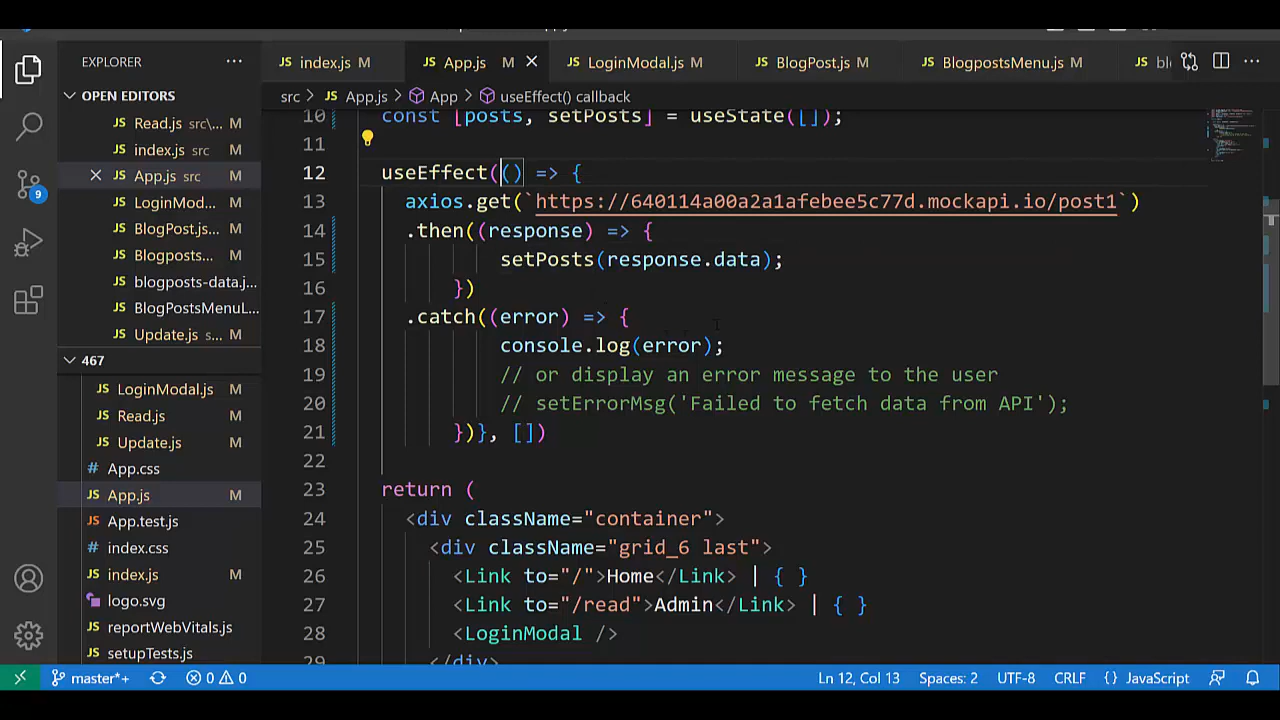 EXPLORER
OPEN EDITORS
Read.js src\... M
index.js src M
App.js src M
LoginMod... M
BlogPost.js... M
Blogposts... M
blogposts-data.j...
BlogPostsMenuL...
Update.js s... M
467
LoginModal.js M
Read.js M
Update.js M
App.css
App.js M
App.test.js
index.css
index.js M
logo.svg
reportWebVitals.js
setupTests.js
9
index.js M
App.js M
LoginModal.js M
BlogPost.js M
BlogpostsMenu.js M
src > App.js > App > useEffect() callback
10 const [posts, setPosts] = useState([]);
11
12 useEffect(() => {
13 axios.get(`https://640114a00a2a1afebee5c77d.mockapi.io/post1`)
14 .then((response) => {
15 setPosts(response.data);
16 })
17 .catch((error) => {
18 console.log(error);
19 // or display an error message to the user
20 // setErrorMsg('Failed to fetch data from API');
21 })}, [])
22
23 return (
24 <div className="container">
25 <div className="grid_6 last">
26 <Link to="/">Home</Link> | { }
27 <Link to="/read">Admin</Link> | { }
28 <LoginModal />
29 </div>
master*+ 0 0 Ln 12, Col 13 Spaces: 2 UTF-8 CRLF {} JavaScript